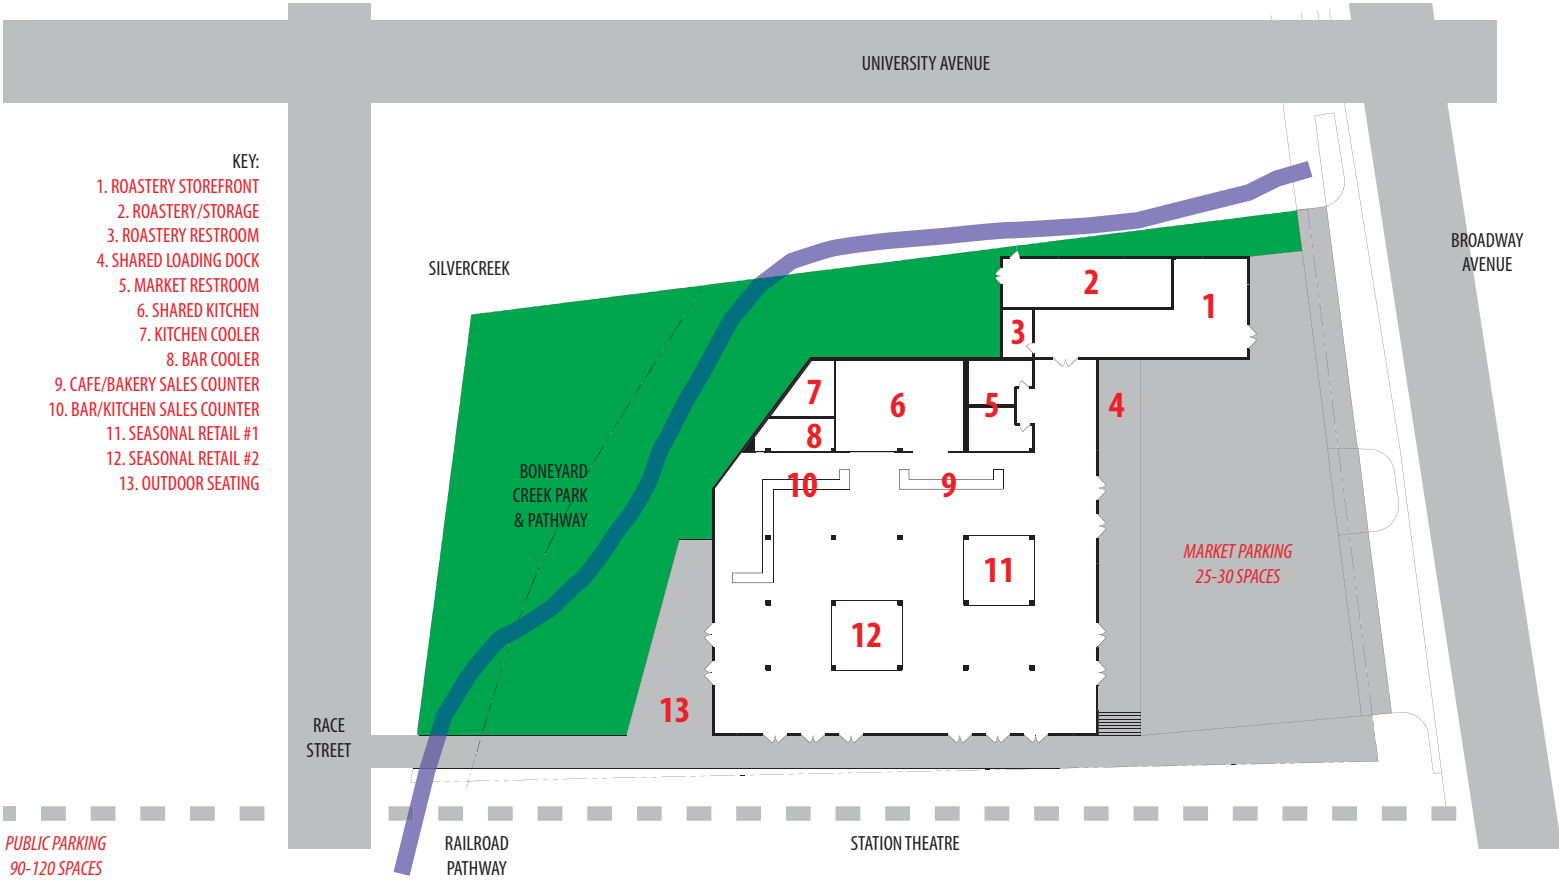 UNIVERSITY AVENUE
KEY:
1. ROASTERY STOREFRONT
2. ROASTERY/STORAGE
3. ROASTERY RESTROOM
4. SHARED LOADING DOCK
5. MARKET RESTROOM
6. SHARED KITCHEN
7. KITCHEN COOLER
8. BAR COOLER
9. CAFE/BAKERY SALES COUNTER
10. BAR/KITCHEN SALES COUNTER
11. SEASONAL RETAIL #1
12. SEASONAL RETAIL #2
13. OUTDOOR SEATING
SILVERCREEK
BROADWAY
AVENUE
2
1
3
7
6
5
4
8
10
9
BONEYARD
CREEK PARK
& PATHWAY
11
MARKET PARKING
25-30 SPACES
12
13
RACE
STREET
PUBLIC PARKING
90-120 SPACES
RAILROAD
PATHWAY
STATION THEATRE